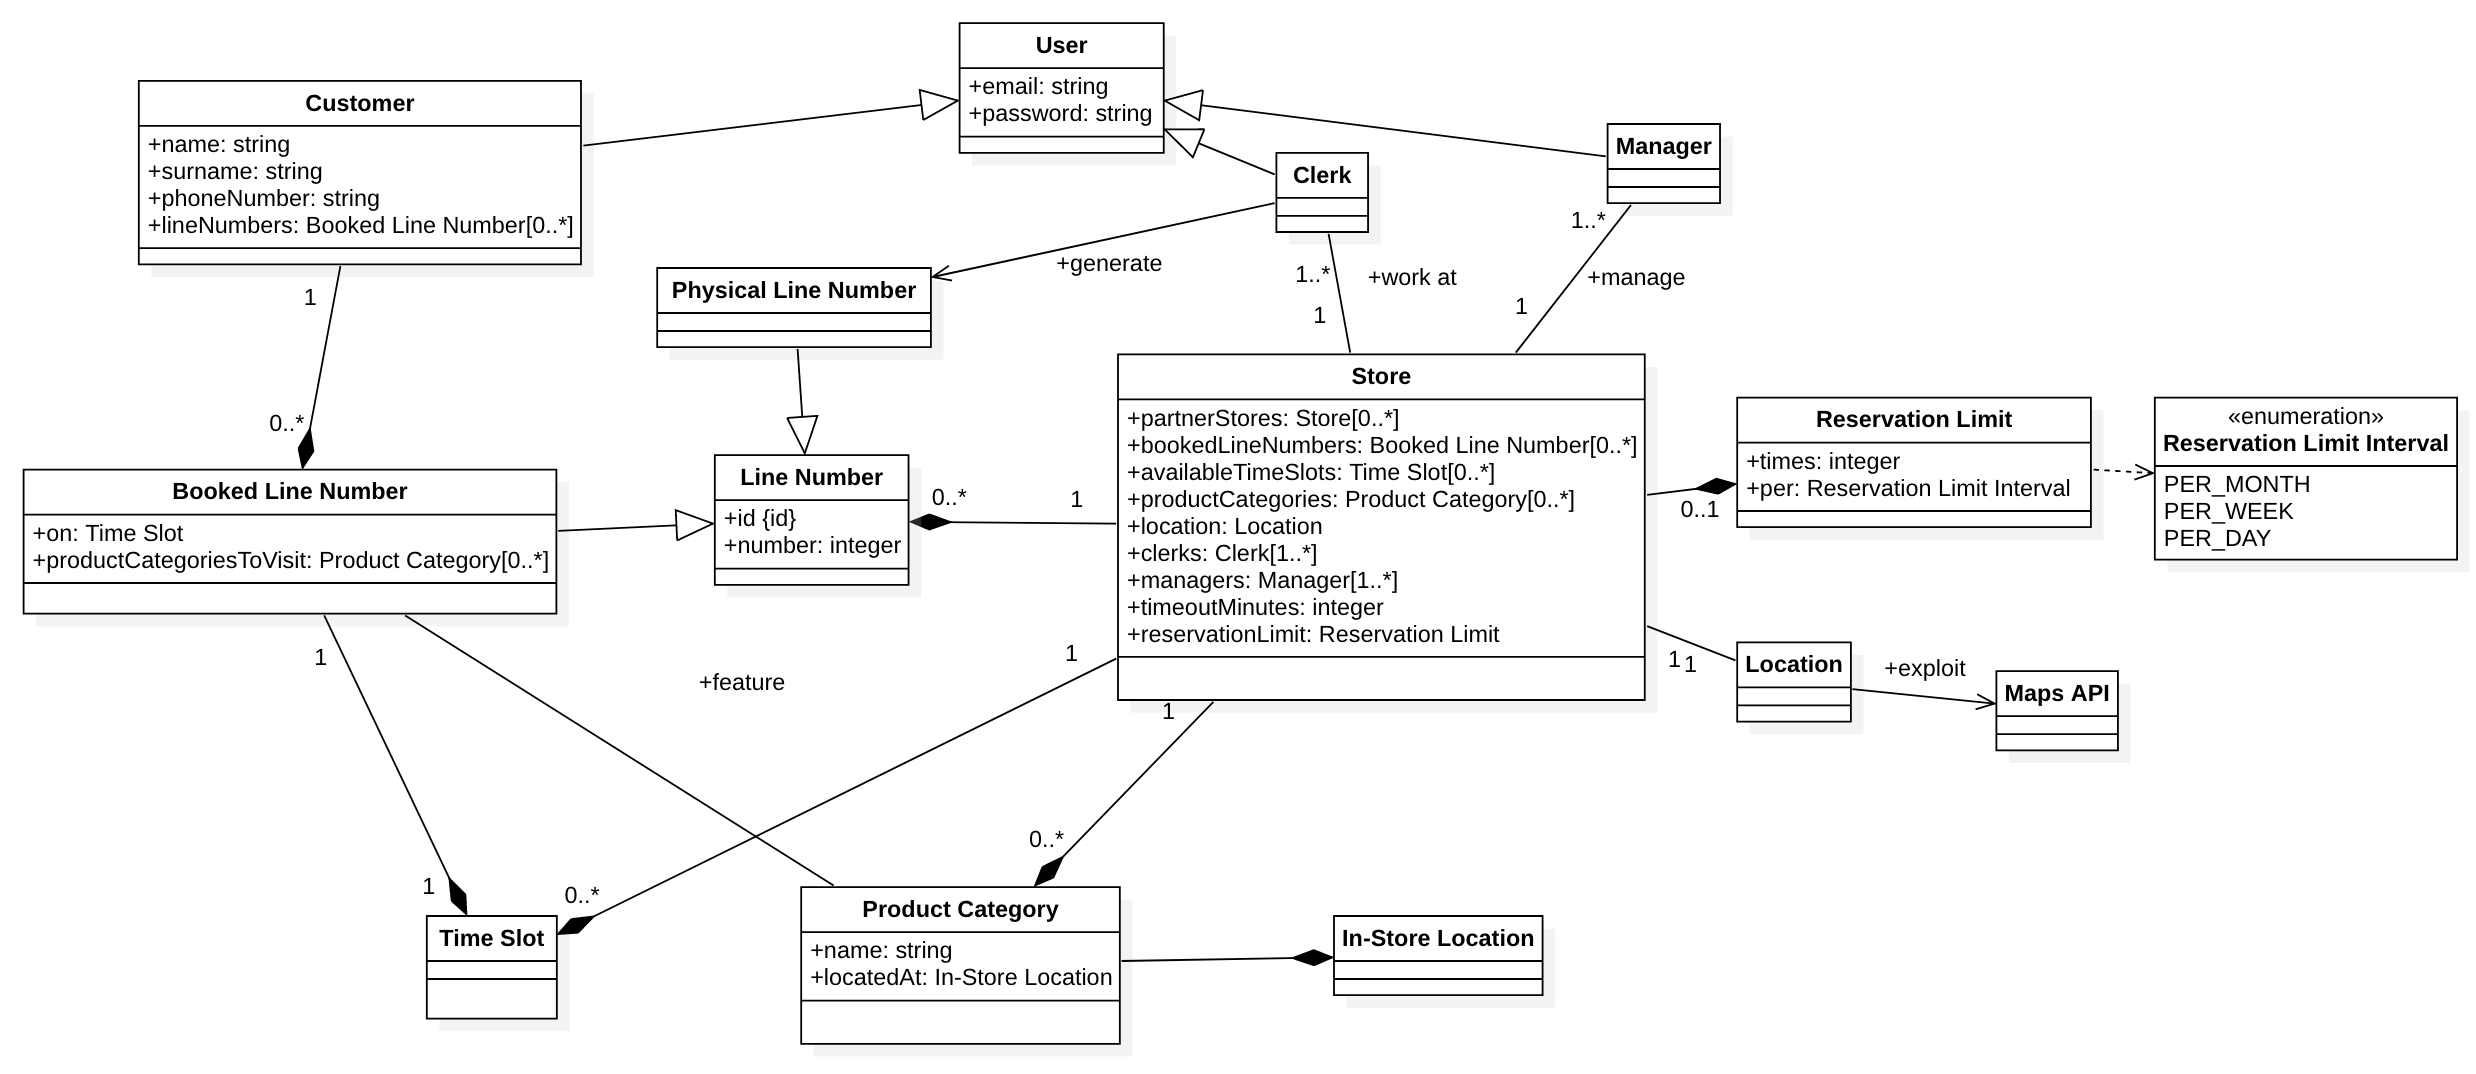 User
+email: string
+password: string
Customer
+name: string
+surname: string
+phoneNumber: string
+lineNumbers: Booked Line Number[0..*]
Manager
Clerk
1..*
+manage
1
+generate
1..*
+work at
1
Physical Line Number
1
0..*
Store
+partnerStores: Store[0..*]
+bookedLineNumbers: Booked Line Number[0..*]
+availableTimeSlots: Time Slot[0..*]
+productCategories: Product Category[0..*]
+location: Location
+clerks: Clerk[1..*]
+managers: Manager[1..*]
+timeoutMinutes: integer
+reservationLimit: Reservation Limit
Reservation Limit
+times: integer
+per: Reservation Limit Interval
0..1
«enumeration»
Reservation Limit Interval
PER_MONTH
PER_WEEK
PER_DAY
Booked Line Number
+on: Time Slot
+productCategoriesToVisit: Product Category[0..*]
Line Number
+id {id}
+number: integer
0..*
1
1
+feature
1
1
1
1
Location
+exploit
Maps API
0..*
1
0..*
Time Slot
Product Category
+name: string
+locatedAt: In-Store Location
In-Store Location